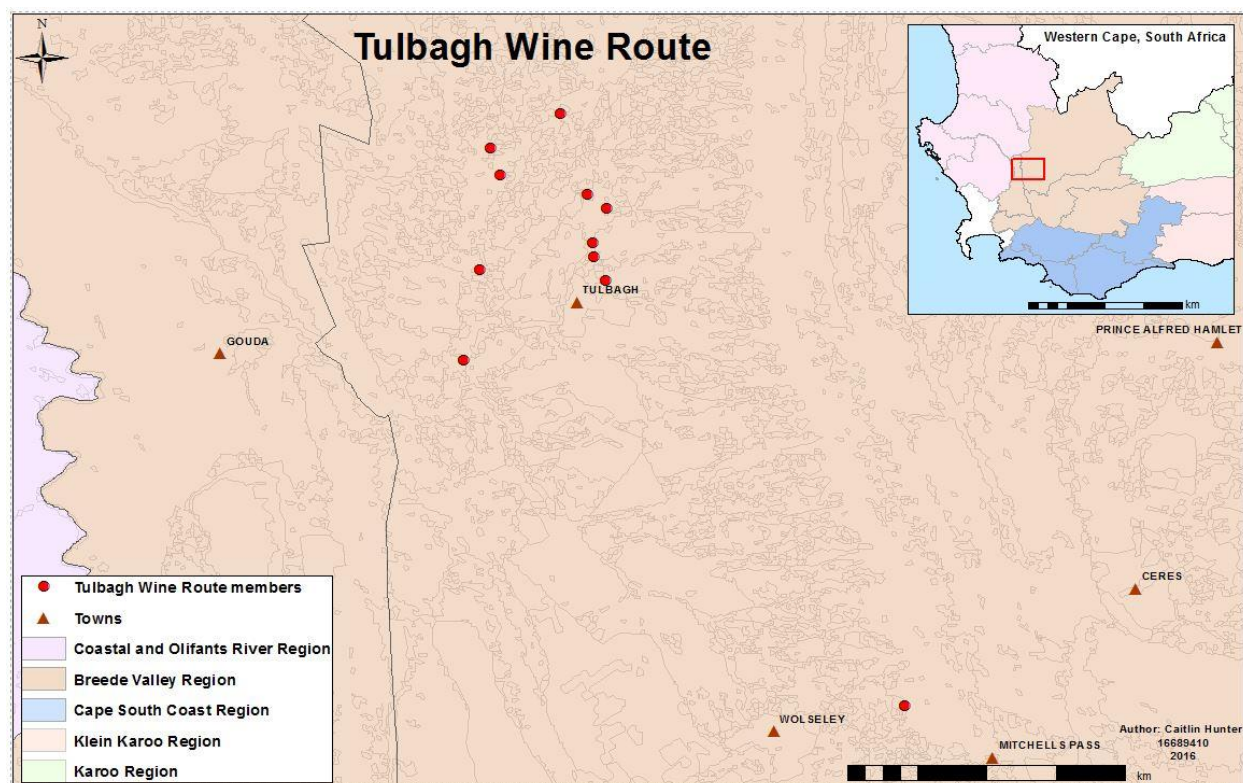 N
Tulbagh Wine Route
Western Cape, South Africa
km
TULBAGH
GOUDA
PRINCE ALFRED HAMLET
CERES
WOLSELEY
MITCHELLS PASS
Tulbagh Wine Route members
Towns
Coastal and Olifants River Region
Breede Valley Region
Cape South Coast Region
Klein Karoo Region
Karoo Region
Author: Caitlin Hunter
16689410
2016
km